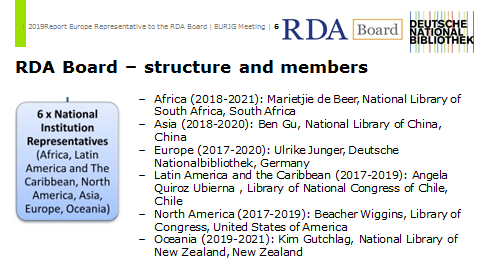 | 2019Report Europe Representative to the RDA Board | EURIG Meeting | 6
RDA Board
DEUTSCHE
NATIONAL
BIBLIOTHEK
RDA Board – structure and members
6 x National
Institution
Representatives
(Africa, Latin
America and The
Caribbean, North
America, Asia,
Europe, Oceania)
– Africa (2018-2021): Marietjie de Beer, National Library of
South Africa, South Africa
– Asia (2018-2020): Ben Gu, National Library of China,
China
– Europe (2017-2020): Ulrike Junger, Deutsche
Nationalbibliothek, Germany
– Latin America and the Caribbean (2017-2019): Angela
Quiroz Ubierna , Library of National Congress of Chile,
Chile
– North America (2017-2019): Beacher Wiggins, Library of
Congress, United States of America
– Oceania (2019-2021): Kim Gutchlag, National Library of
New Zealand, New Zealand